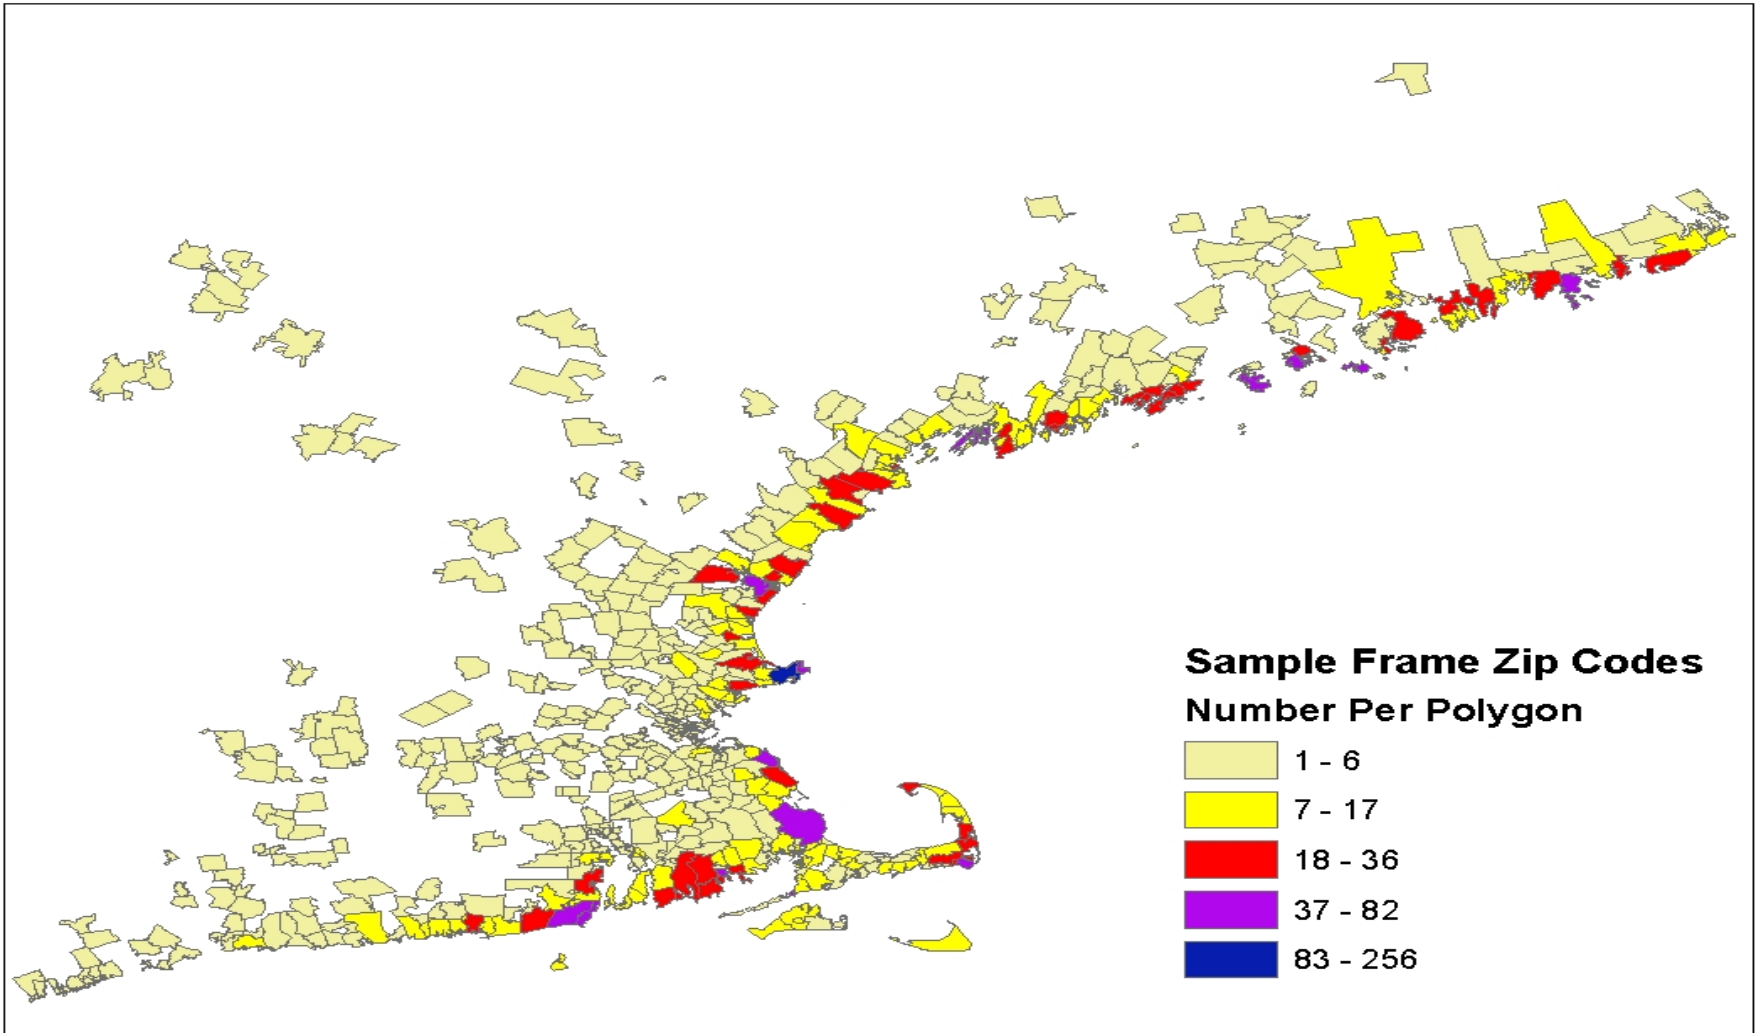 Sample Frame Zip Codes
Number Per Polygon
1 - 6
7 - 17
18 - 36
37 - 82
83 - 256